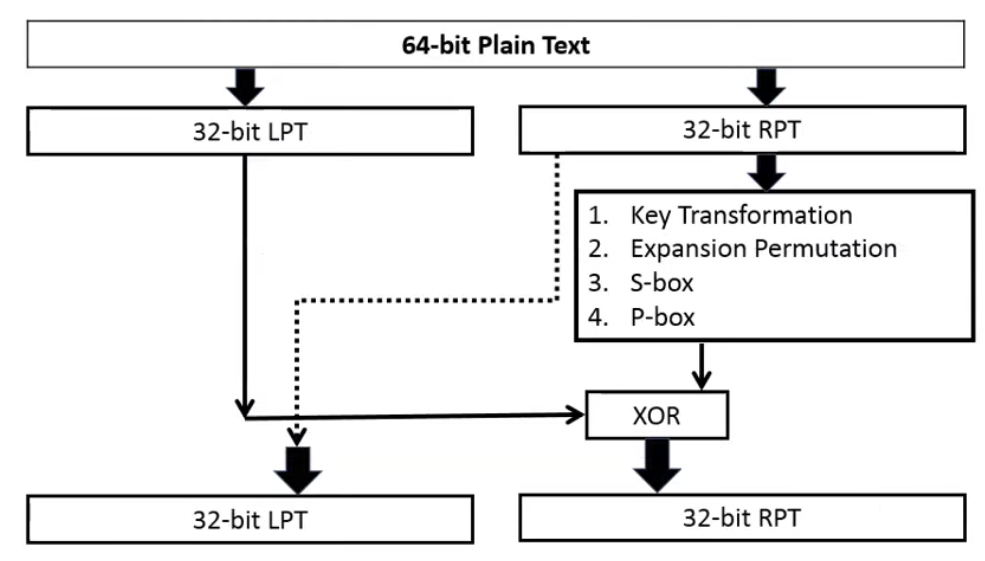 64-bit Plain Text
32-bit LPT
32-bit RPT
1. Key Transformation
2. Expansion Permutation
3. S-box
4. P-box
XOR
32-bit LPT
32-bit RPT